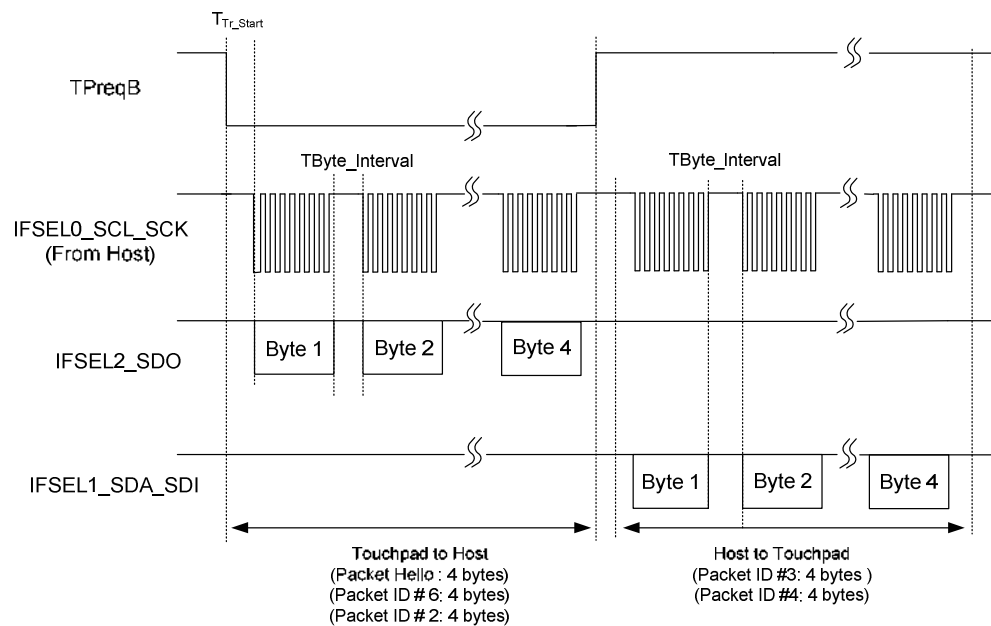 TTr_Start
TPreqB
TByte_Interval
TByte_Interval
IFSEL0_SCL_SCK
(From Host)
Byte 1
Byte 2
Byte 4
IFSEL2_SDO
IFSEL1_SDA_SDI
Byte 1
Byte 2
Byte 4
Touchpad to Host
(Packet Hello : 4 bytes)
(Packet ID # 6: 4 bytes)
(Packet ID # 2: 4 bytes)
Host to Touchpad
(Packet ID #3: 4 bytes )
(Packet ID #4: 4 bytes)